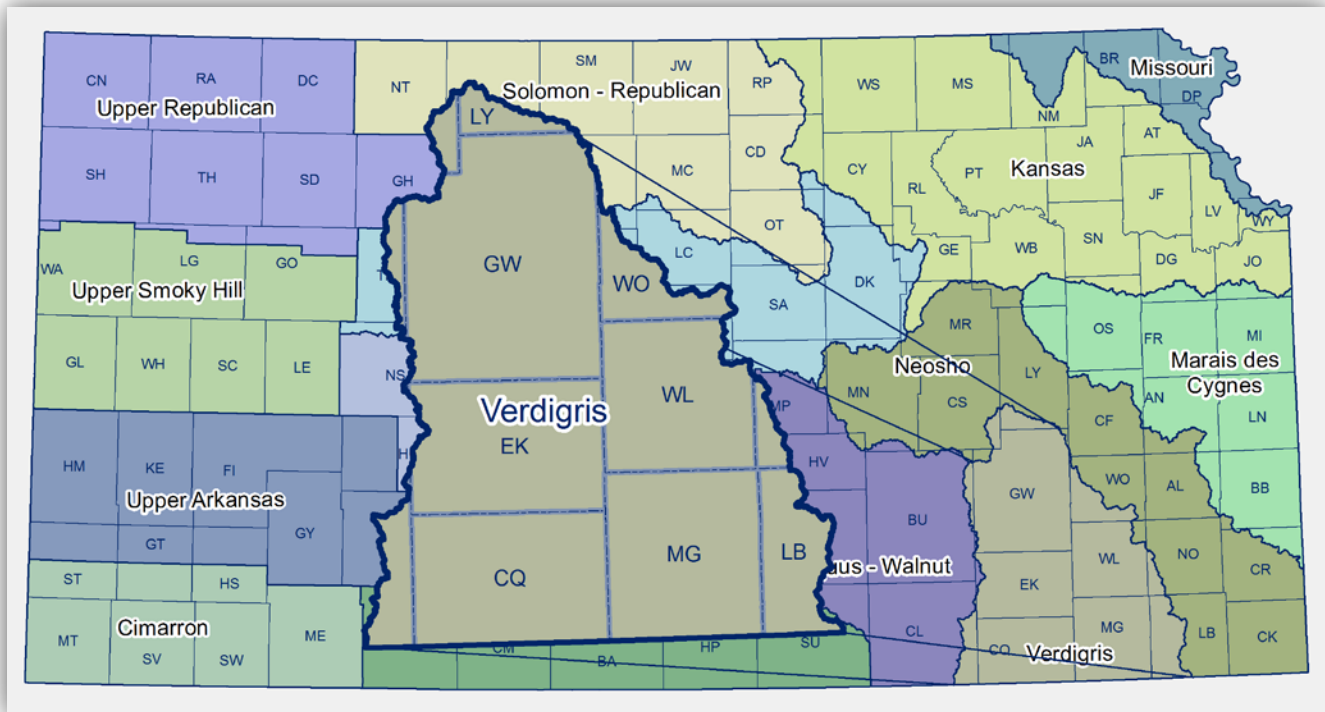 BR
Missouri
CN
RA
DC
NT
SM
JW
RP
WS
MS
DP
Upper Republican
Solomon - Republican
NM
LY
AT
JA
SH
TH
SD
GH
MC
CD
CY
RL
PT
Kansas
JF
LV
WY
GW
OT
LC
GE
WB
SN
DG
JO
WA
LG
GO
Upper Smoky Hill
WO
SA
DK
MR
OS
FR
MI
GL
WH
SC
LE
NS
WL
MN
Neosho
LY
Marais des
Cygnes
CS
AN
LN
Verdigris
MP
CF
EK
HM
KE
FI
H
HV
GW
WO
AL
BB
Upper Arkansas
BU
GT
GY
MG
LB
uus - Walnut
WL
NO
CR
ST
HS
CQ
EK
Cimarron
ME
CL
MG
LB
CK
MT
SV
SW
CM
BA
HP
SU
CQ
Verdigris